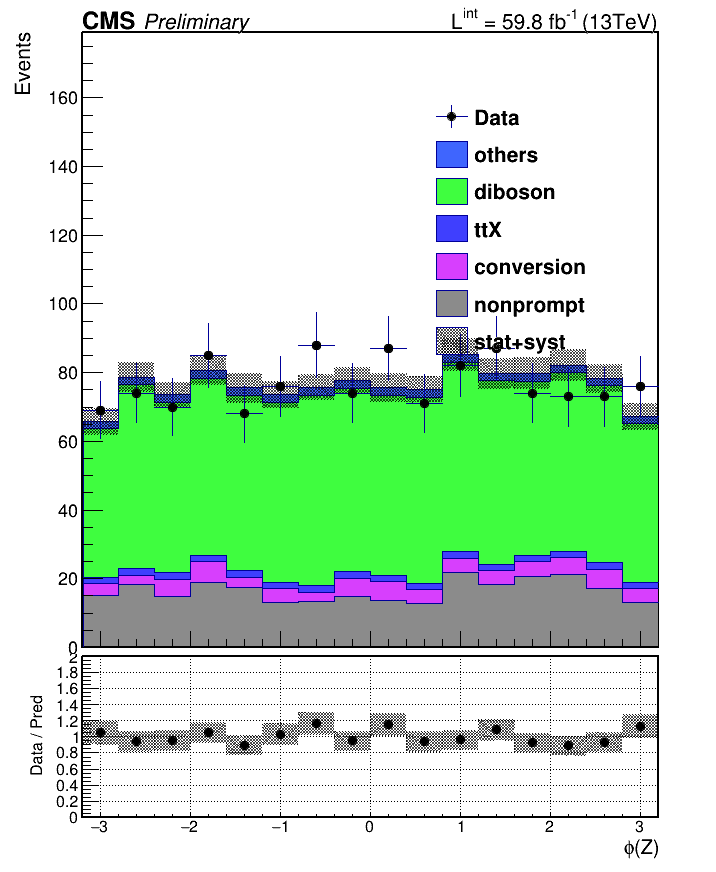 CMS Preliminary
L^int = 59.8 fb^-1 (13TeV)
Events
160
140
120
100
80
60
40
20
0
Data
others
diboson
ttX
conversion
nonprompt
stat+syst
Data / Pred
2
1.8
1.6
1.4
1.2
1
0.8
0.6
0.4
0.2
0
−3 −2 −1 0 1 2 3
ϕ(Z)